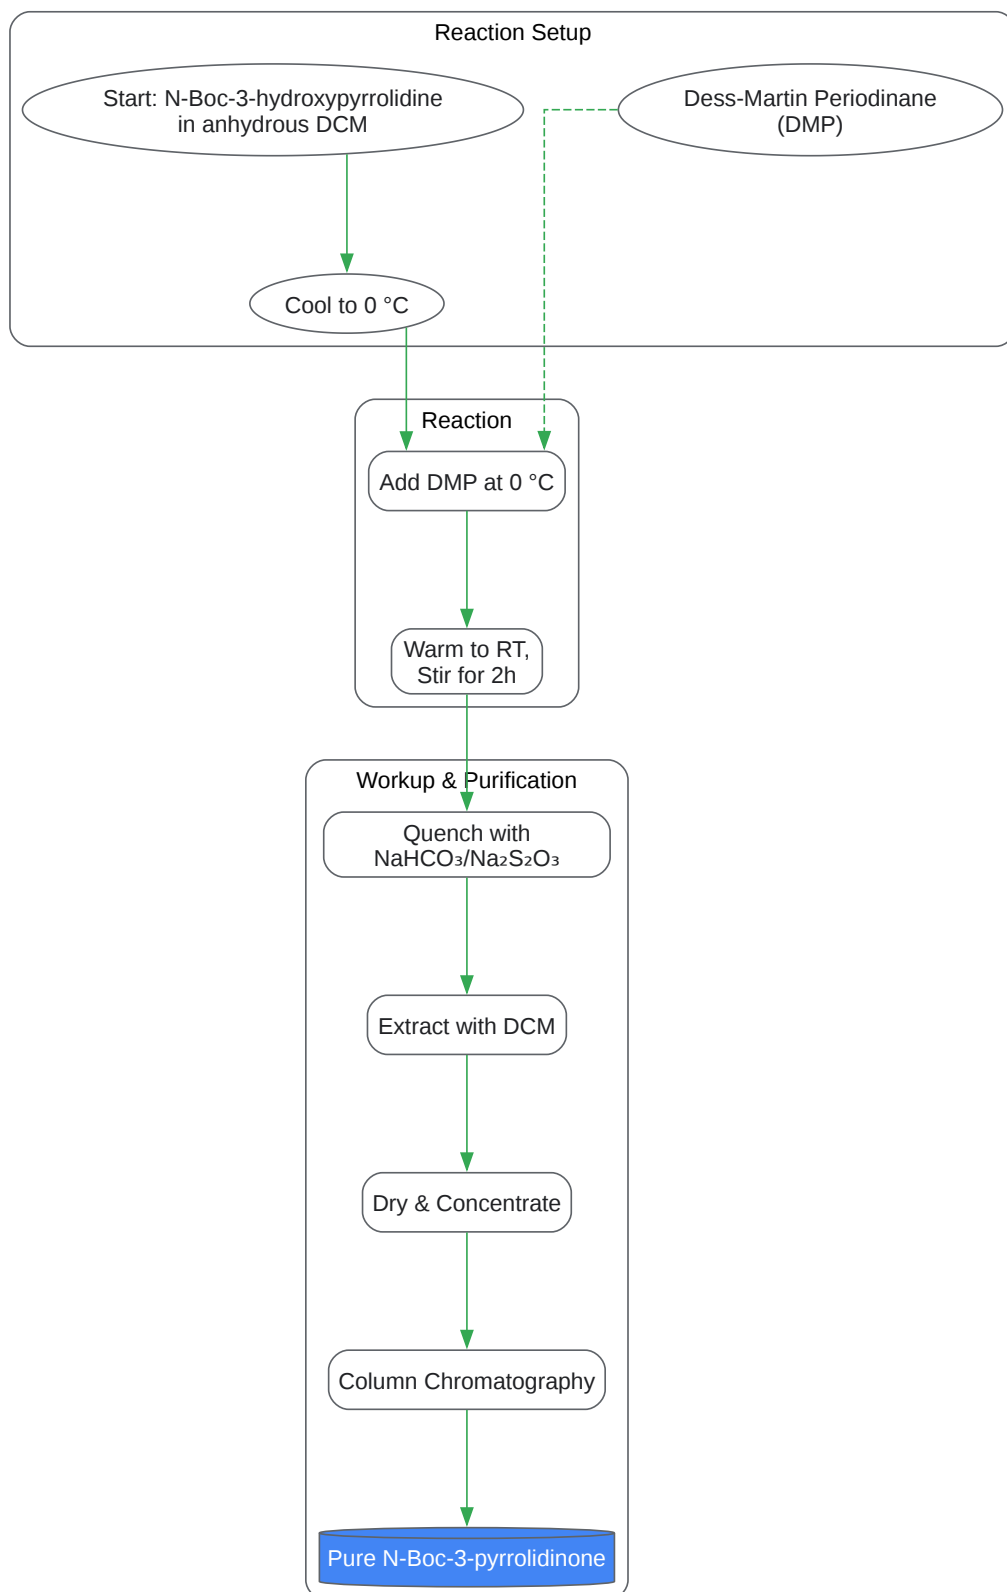 Reaction Setup
Start: N-Boc-3-hydroxypyrrolidine
in anhydrous DCM
Dess-Martin Periodinane
(DMP)
Cool to 0 °C
Reaction
Add DMP at 0 °C
Warm to RT,
Stir for 2h
Workup & Purification
Quench with
NaHCO₃/Na₂S₂O₃
Extract with DCM
Dry & Concentrate
Column Chromatography
Pure N-Boc-3-pyrrolidinone